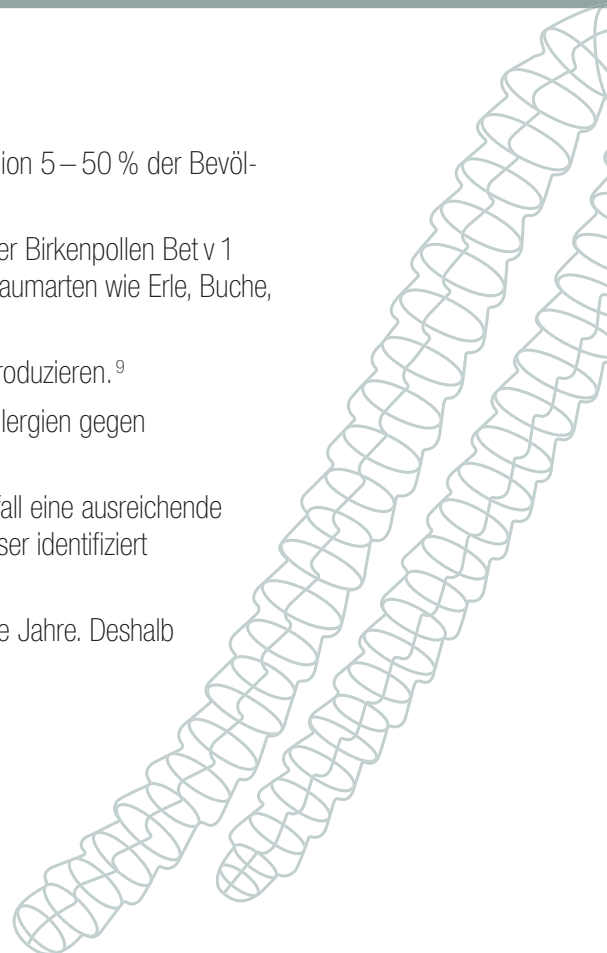 ion 5 – 50 % der Bevöl-
er Birkenpollen Bet v 1
aumarten wie Erle, Buche,
roduzieren. 9
lergien gegen
fall eine ausreichende
ser identifiziert
e Jahre. Deshalb